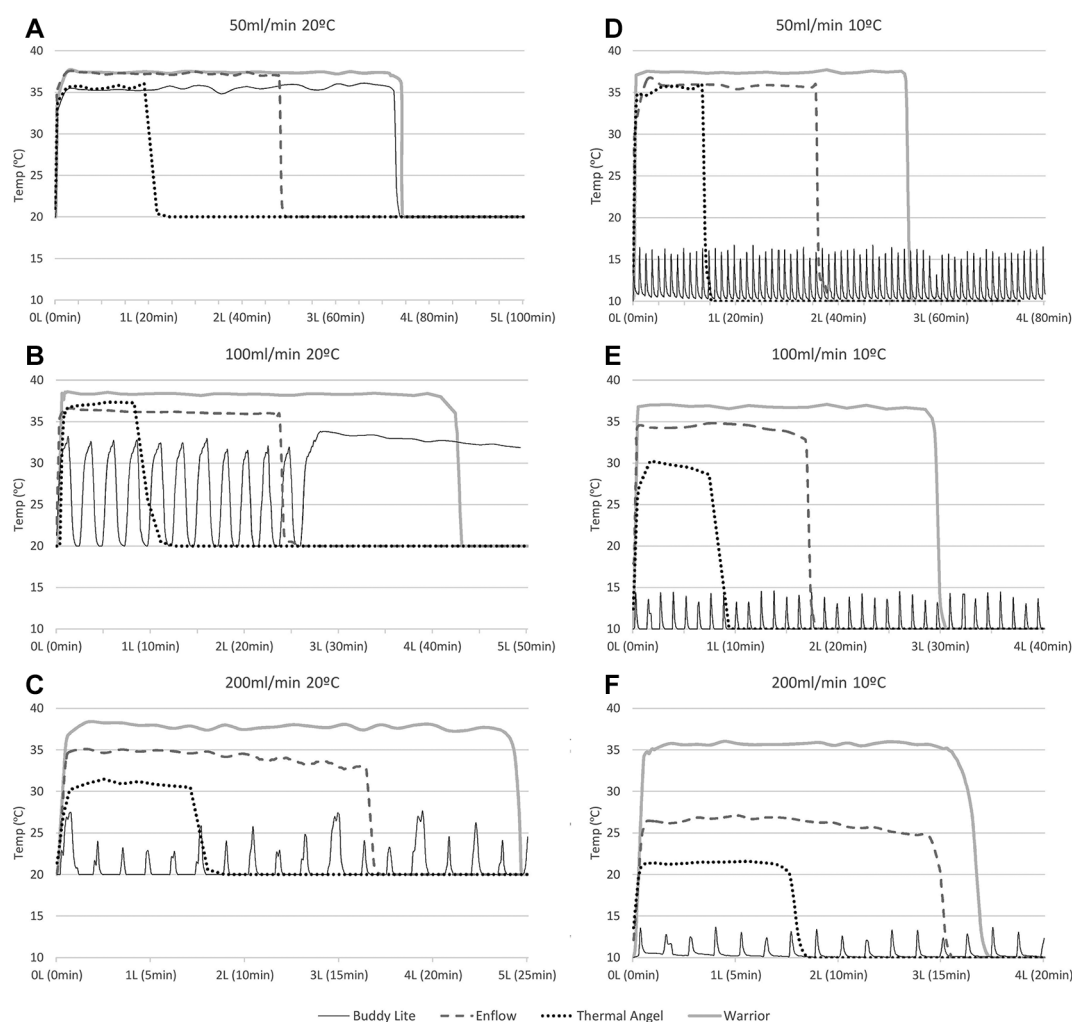 A
50ml/min 20ºC
40
35
30
25
20
15
10
Temp (ºC)
0L (0min) 1L (20min) 2L (40min) 3L (60min) 4L (80min) 5L (100min)
D
50ml/min 10ºC
40
35
30
25
20
15
10
Temp (ºC)
0L (0min) 1L (20min) 2L (40min) 3L (60min) 4L (80min)
B
100ml/min 20ºC
40
35
30
25
20
15
10
Temp (ºC)
0L (0min) 1L (10min) 2L (20min) 3L (30min) 4L (40min) 5L (50min)
E
100ml/min 10ºC
40
35
30
25
20
15
10
Temp (ºC)
0L (0min) 1L (10min) 2L (20min) 3L (30min) 4L (40min)
C
200ml/min 20ºC
40
35
30
25
20
15
10
Temp (ºC)
0L (0min) 1L (5min) 2L (10min) 3L (15min) 4L (20min) 5L (25min)
F
200ml/min 10ºC
40
35
30
25
20
15
10
Temp (ºC)
0L (0min) 1L (5min) 2L (10min) 3L (15min) 4L (20min)
Buddy Lite Enflow Thermal Angel Warrior